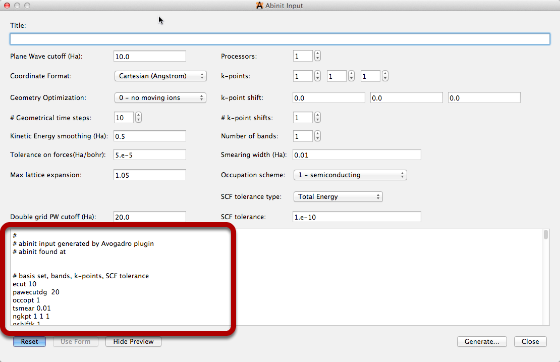 Abinit Input
Title:
Plane Wave cutoff (Ha): 10.0 Processors: 1
Coordinate Format: Cartesian (Angstrom) k-points: 1 1 1
Geometry Optimization: 0 - no moving ions k-point shift: 0.0 0.0 0.0
# Geometrical time steps: 10 # k-point shifts: 1
Kinetic Energy smoothing (Ha): 0.5 Number of bands: 1
Tolerance on forces(Ha/bohr): 5.e-5 Smearing width (Ha): 0.01
Max lattice expansion: 1.05 Occupation scheme: 1 - semiconducting
SCF tolerance type: Total Energy
Double grid PW cutoff (Ha): 20.0 SCF tolerance: 1.e-10
#
# abinit input generated by Avogadro plugin
# abinit found at
# basis set, bands, k-points, SCF tolerance
ecut 10
pawecutdg 20
occopt 1
tsmear 0.01
ngkpt 1 1 1
nshiftk 1
Reset Use Form Hide Preview Generate... Close